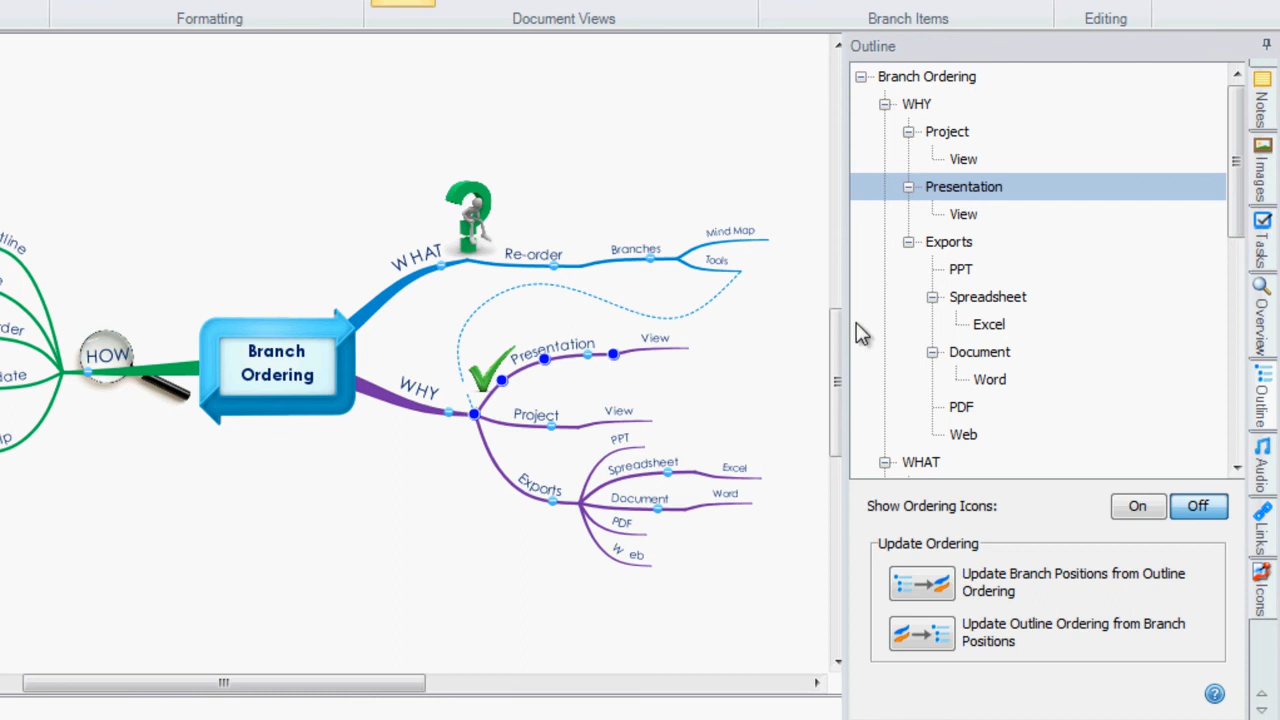 Formatting
Document Views
Branch Items
Editing
Outline
Branch Ordering
WHY
Project
View
Presentation
View
Exports
PPT
Spreadsheet
Excel
Document
Word
PDF
Web
WHAT
Show Ordering Icons:
On
Off
Update Ordering
Update Branch Positions from Outline
Ordering
Update Outline Ordering from Branch
Positions
Notes
Images
Tasks
Overview
Outline
Audio
Links
Icons
Branch
Ordering
WHAT
Re-order
Branches
Mind Map
Tools
WHY
Presentation
View
Project
View
Exports
PPT
Spreadsheet
Excel
Document
Word
PDF
Web
HOW